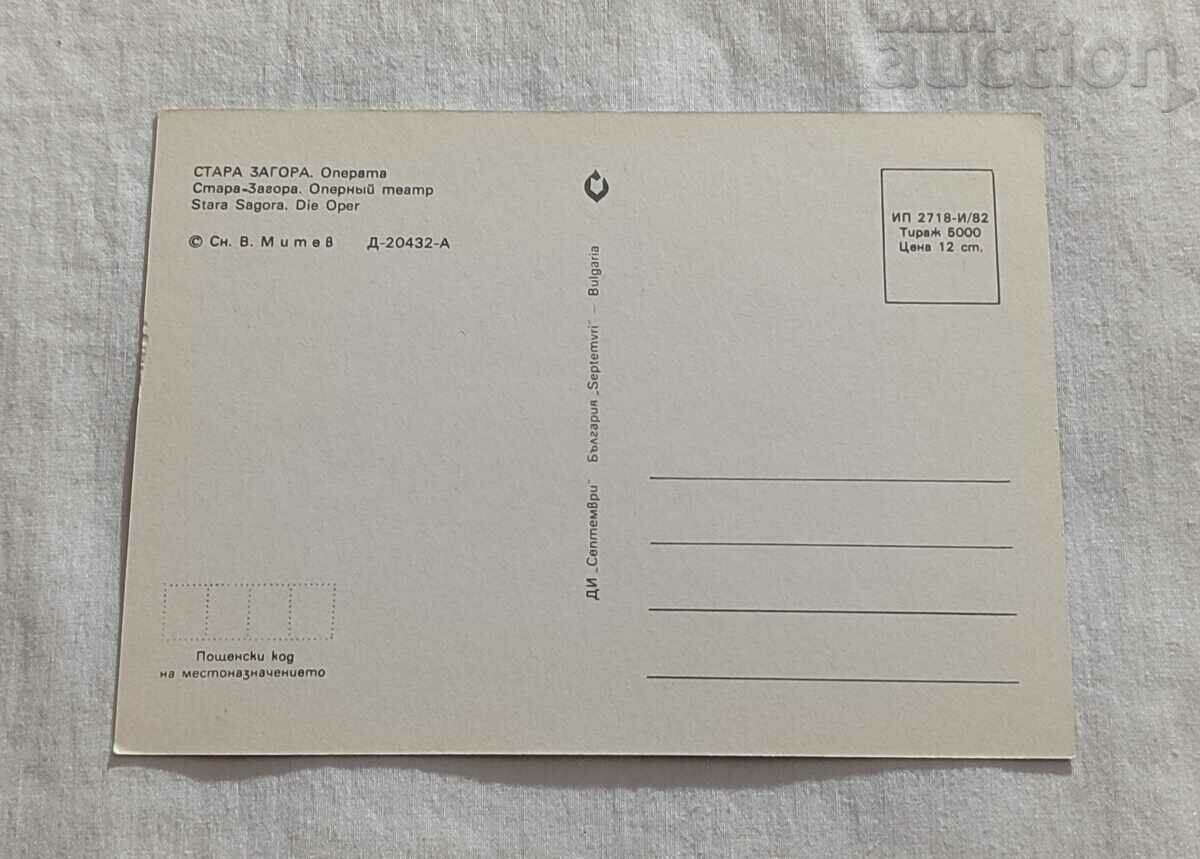 BALKAN
auction
СТАРА ЗАГОРА. Операта
Стара-Загора. Оперный театр
Stara Sagora. Die Oper
© Сн. В. Митев Д-20432-А
ДИ „Септември" България „Septemvri" – Bulgaria
ИП 2718-И/82
Тираж 5000
Цена 12 ст.
Пощенски код
на местоназначението